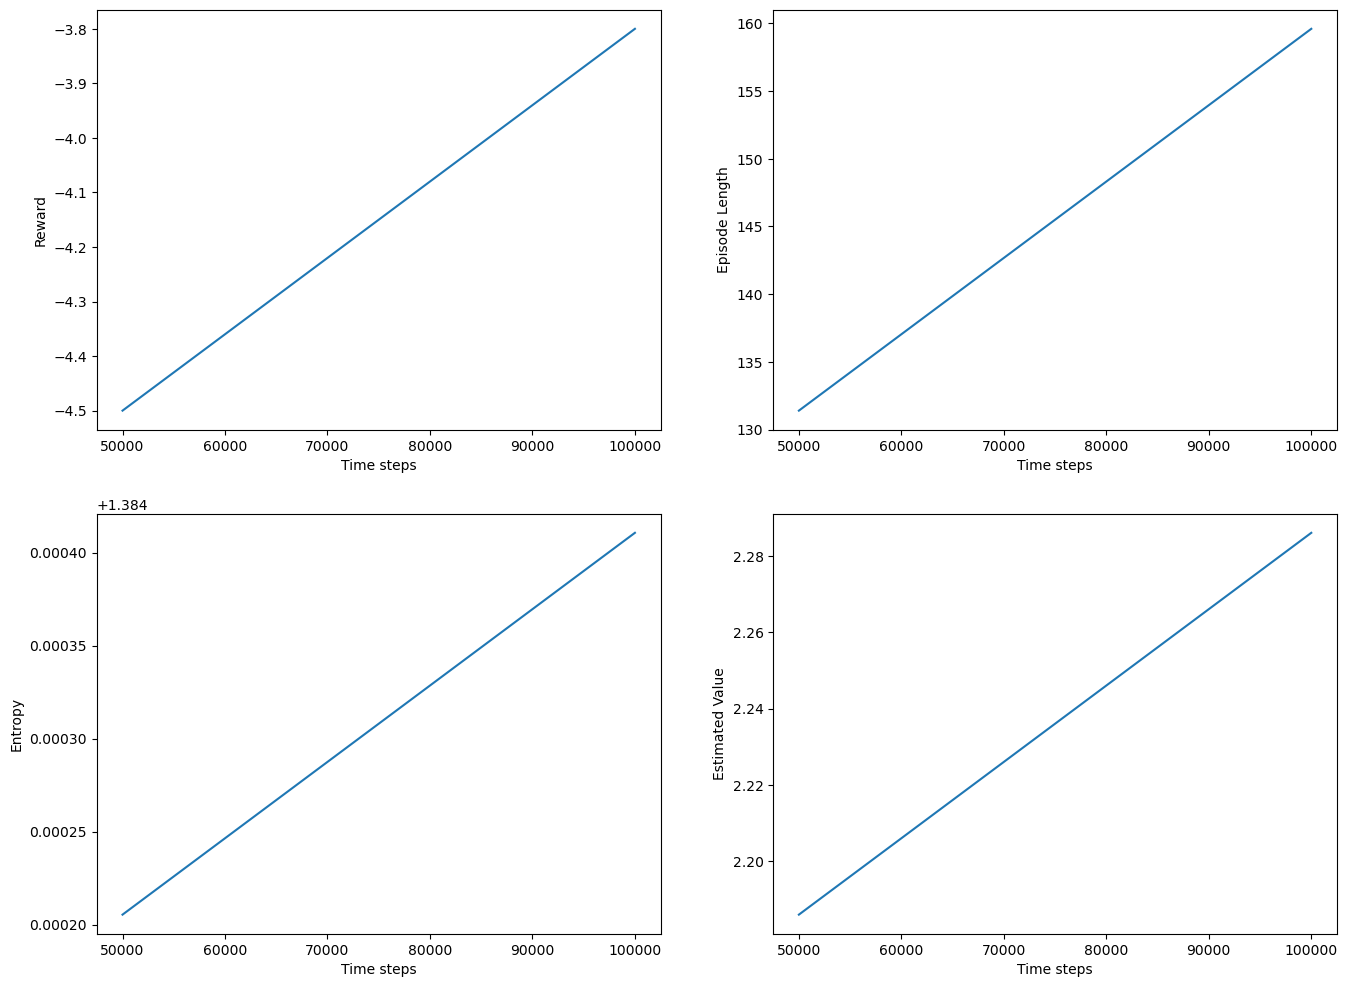 −3.8
−3.9
−4.0
−4.1
−4.2
−4.3
−4.4
−4.5
Reward
50000 60000 70000 80000 90000 100000
Time steps
160
155
150
145
140
135
130
Episode Length
50000 60000 70000 80000 90000 100000
Time steps
+1.384
0.00040
0.00035
0.00030
0.00025
0.00020
Entropy
50000 60000 70000 80000 90000 100000
Time steps
2.28
2.26
2.24
2.22
2.20
Estimated Value
50000 60000 70000 80000 90000 100000
Time steps